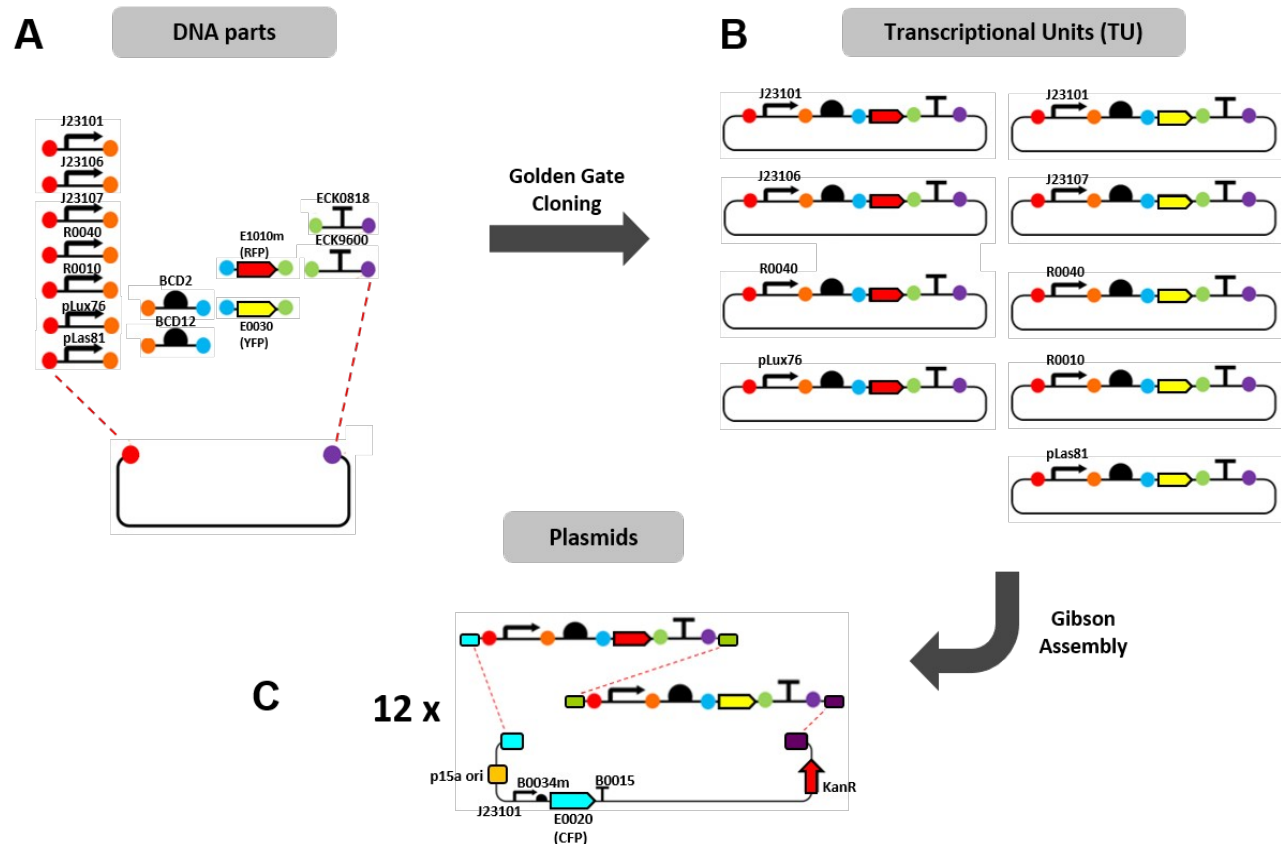 A
DNA parts
J23101
J23106
J23107
R0040
R0010
pLux76
pLas81
BCD2
BCD12
E1010m
(RFP)
E0030
(YFP)
ECK0818
ECK9600
Golden Gate
Cloning
B
Transcriptional Units (TU)
J23101
J23101
J23106
J23107
R0040
R0040
pLux76
R0010
pLas81
Gibson
Assembly
Plasmids
C
12 x
p15a ori
J23101
B0034m
B0015
E0020
(CFP)
KanR